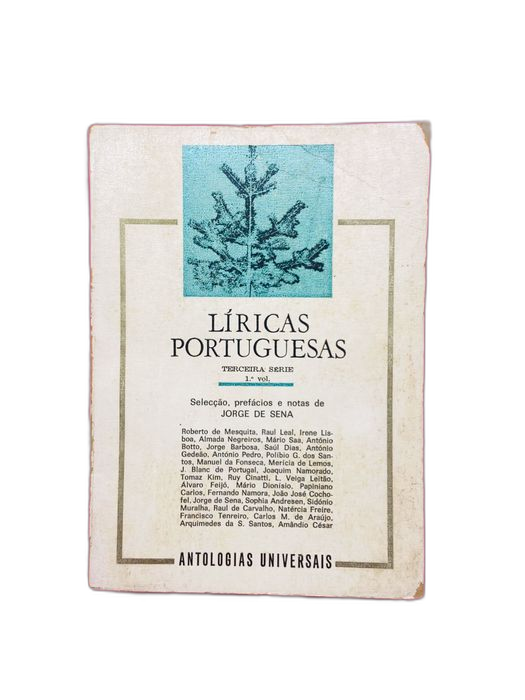 LÍRICAS
PORTUGUESAS
TERCEIRA SÉRIE
1.º vol.
Selecção, prefácios e notas de
JORGE DE SENA
Roberto de Mesquita, Raul Leal, Irene Lis-
boa, Almada Negreiros, Mário Saa, António
Botto, Jorge Barbosa, Saúl Dias, António
Gedeão, António Pedro, Políbio G. dos San-
tos, Manuel da Fonseca, Merícia de Lemos,
J. Blanc de Portugal, Joaquim Namorado,
Tomaz Kim, Ruy Cinatti, L. Veiga Leitão,
Álvaro Feijó, Mário Dionísio, Papiniano
Carlos, Fernando Namora, João José Cocho-
fel, Jorge de Sena, Sophia Andresen, Sidónio
Muralha, Raul de Carvalho, Natércia Freire,
Francisco Tenreiro, Carlos M. de Araújo,
Arquimedes da S. Santos, Amândio César
ANTOLOGIAS UNIVERSAIS